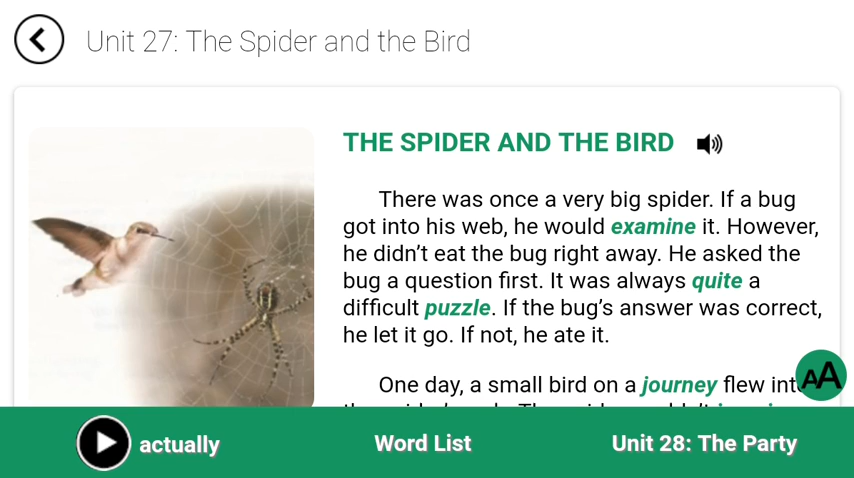 Unit 27: The Spider and the Bird
THE SPIDER AND THE BIRD
There was once a very big spider. If a bug
got into his web, he would examine it. However,
he didn’t eat the bug right away. He asked the
bug a question first. It was always quite a
difficult puzzle. If the bug’s answer was correct,
he let it go. If not, he ate it.
One day, a small bird on a journey flew
AA
actually
Word List
Unit 28: The Party